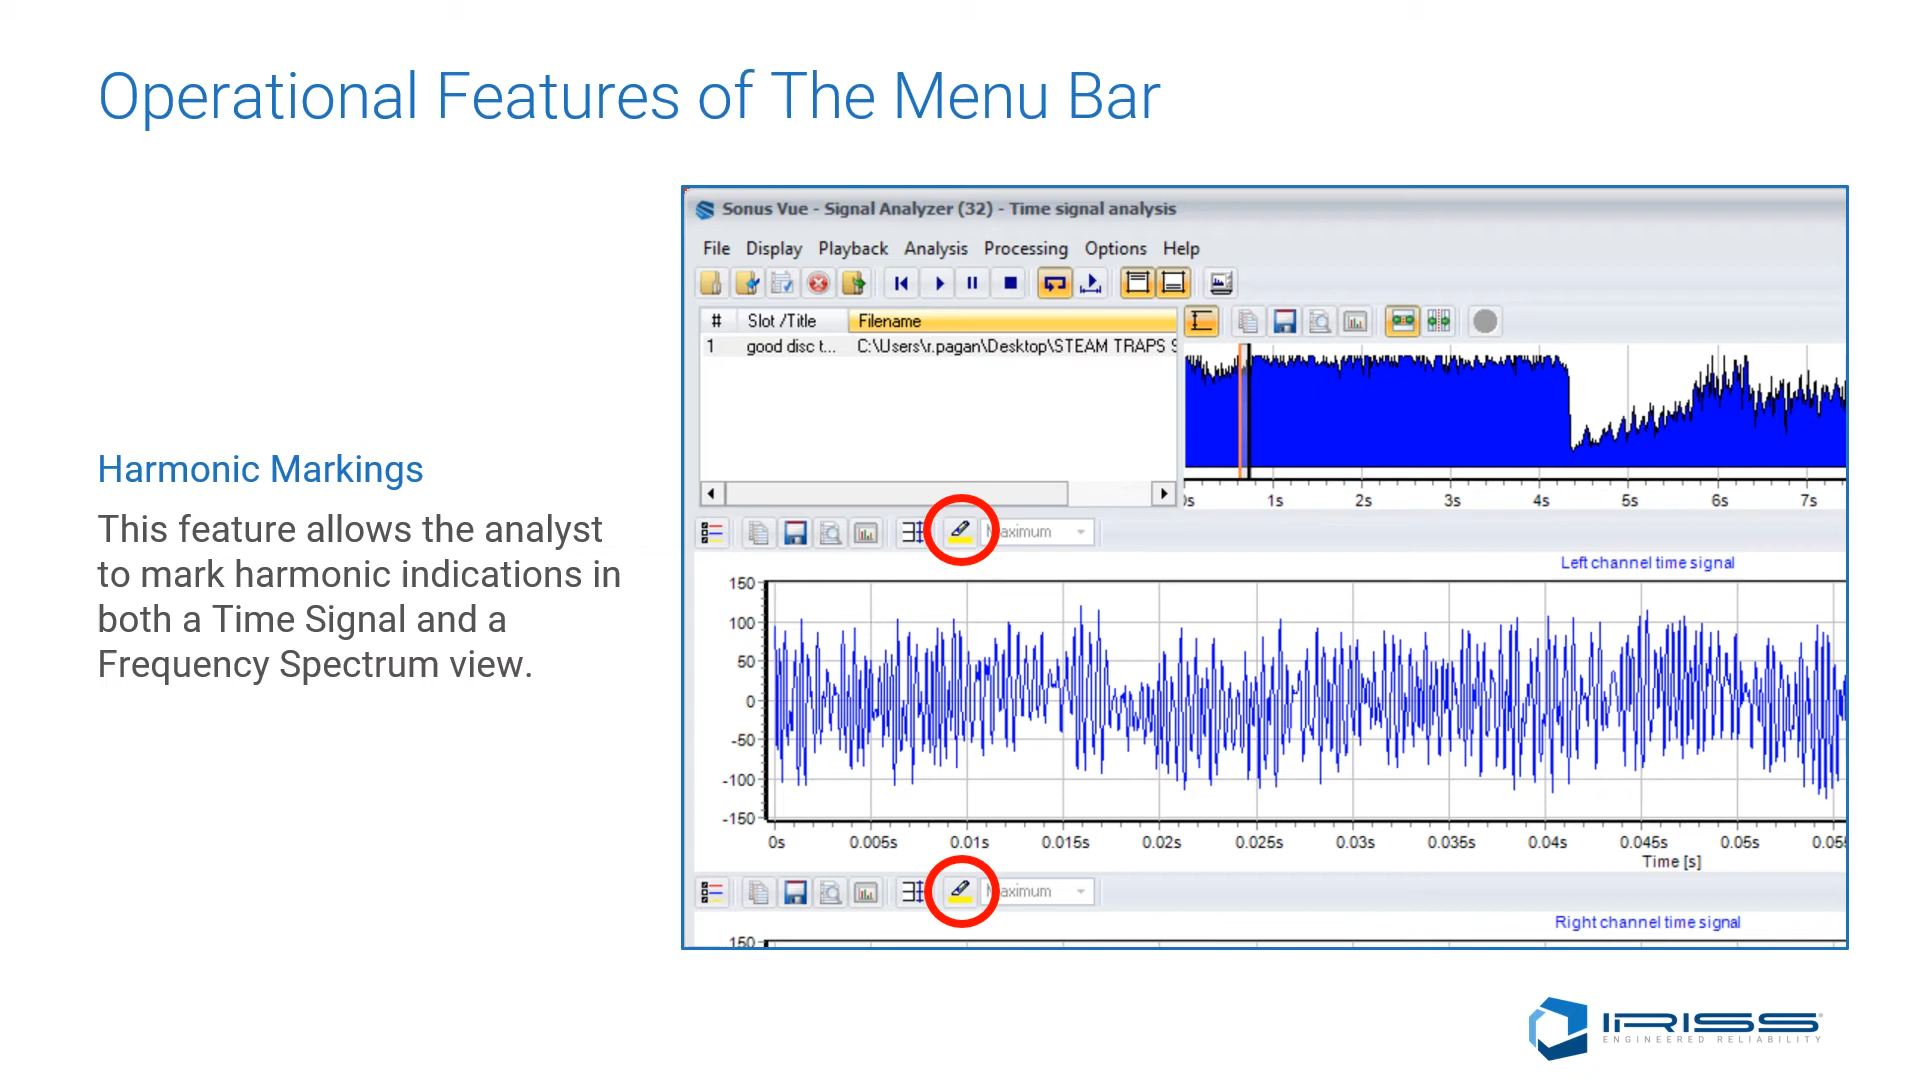 Operational Features of The Menu Bar
Harmonic Markings
This feature allows the analyst
to mark harmonic indications in
both a Time Signal and a
Frequency Spectrum view.
Sonus Vue - Signal Analyzer (32) - Time signal analysis
File Display Playback Analysis Processing Options Help
# Slot /Title Filename
1 good disc t... C:\Users\r.pagan\Desktop\STEAM TRAPS S
0s 1s 2s 3s 4s 5s 6s 7s
Maximum
Left channel time signal
150
100
50
0
-50
-100
-150
0s 0.005s 0.01s 0.015s 0.02s 0.025s 0.03s 0.035s 0.04s 0.045s 0.05s 0.05
Time [s]
Maximum
Right channel time signal
150
IRISS
ENGINEERED RELIABILITY